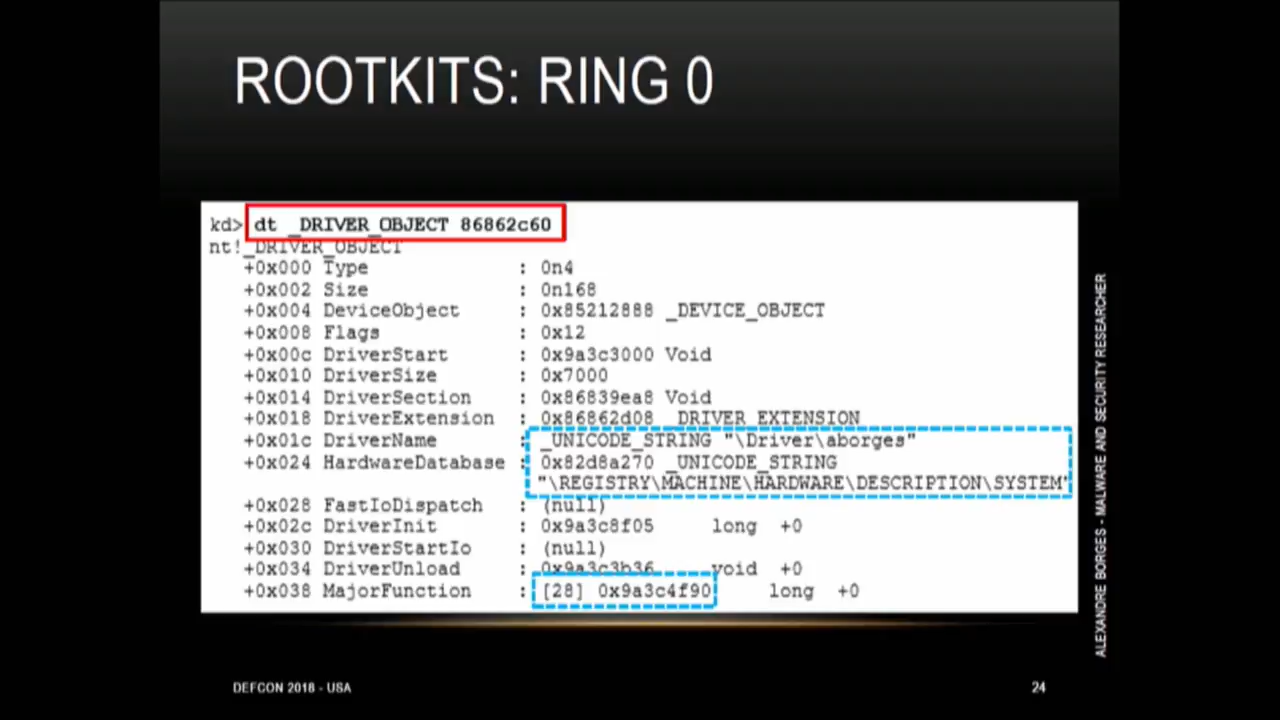 ROOTKITS: RING 0
kd> dt _DRIVER_OBJECT 86862c60
nt!_DRIVER_OBJECT
+0x000 Type : 0n4
+0x002 Size : 0n168
+0x004 DeviceObject : 0x85212888 _DEVICE_OBJECT
+0x008 Flags : 0x12
+0x00c DriverStart : 0x9a3c3000 Void
+0x010 DriverSize : 0x7000
+0x014 DriverSection : 0x86839ea8 Void
+0x018 DriverExtension : 0x86862d08 _DRIVER_EXTENSION
+0x01c DriverName : _UNICODE_STRING "\Driver\aborges"
+0x024 HardwareDatabase : 0x82d8a270 _UNICODE_STRING
"\REGISTRY\MACHINE\HARDWARE\DESCRIPTION\SYSTEM"
+0x028 FastIoDispatch : (null)
+0x02c DriverInit : 0x9a3c8f05 long +0
+0x030 DriverStartIo : (null)
+0x034 DriverUnload : 0x9a3c3b36 void +0
+0x038 MajorFunction : [28] 0x9a3c4f90 long +0
ALEXANDRE BORGES - MALWARE AND SECURITY RESEARCHER
DEFCON 2018 - USA
24